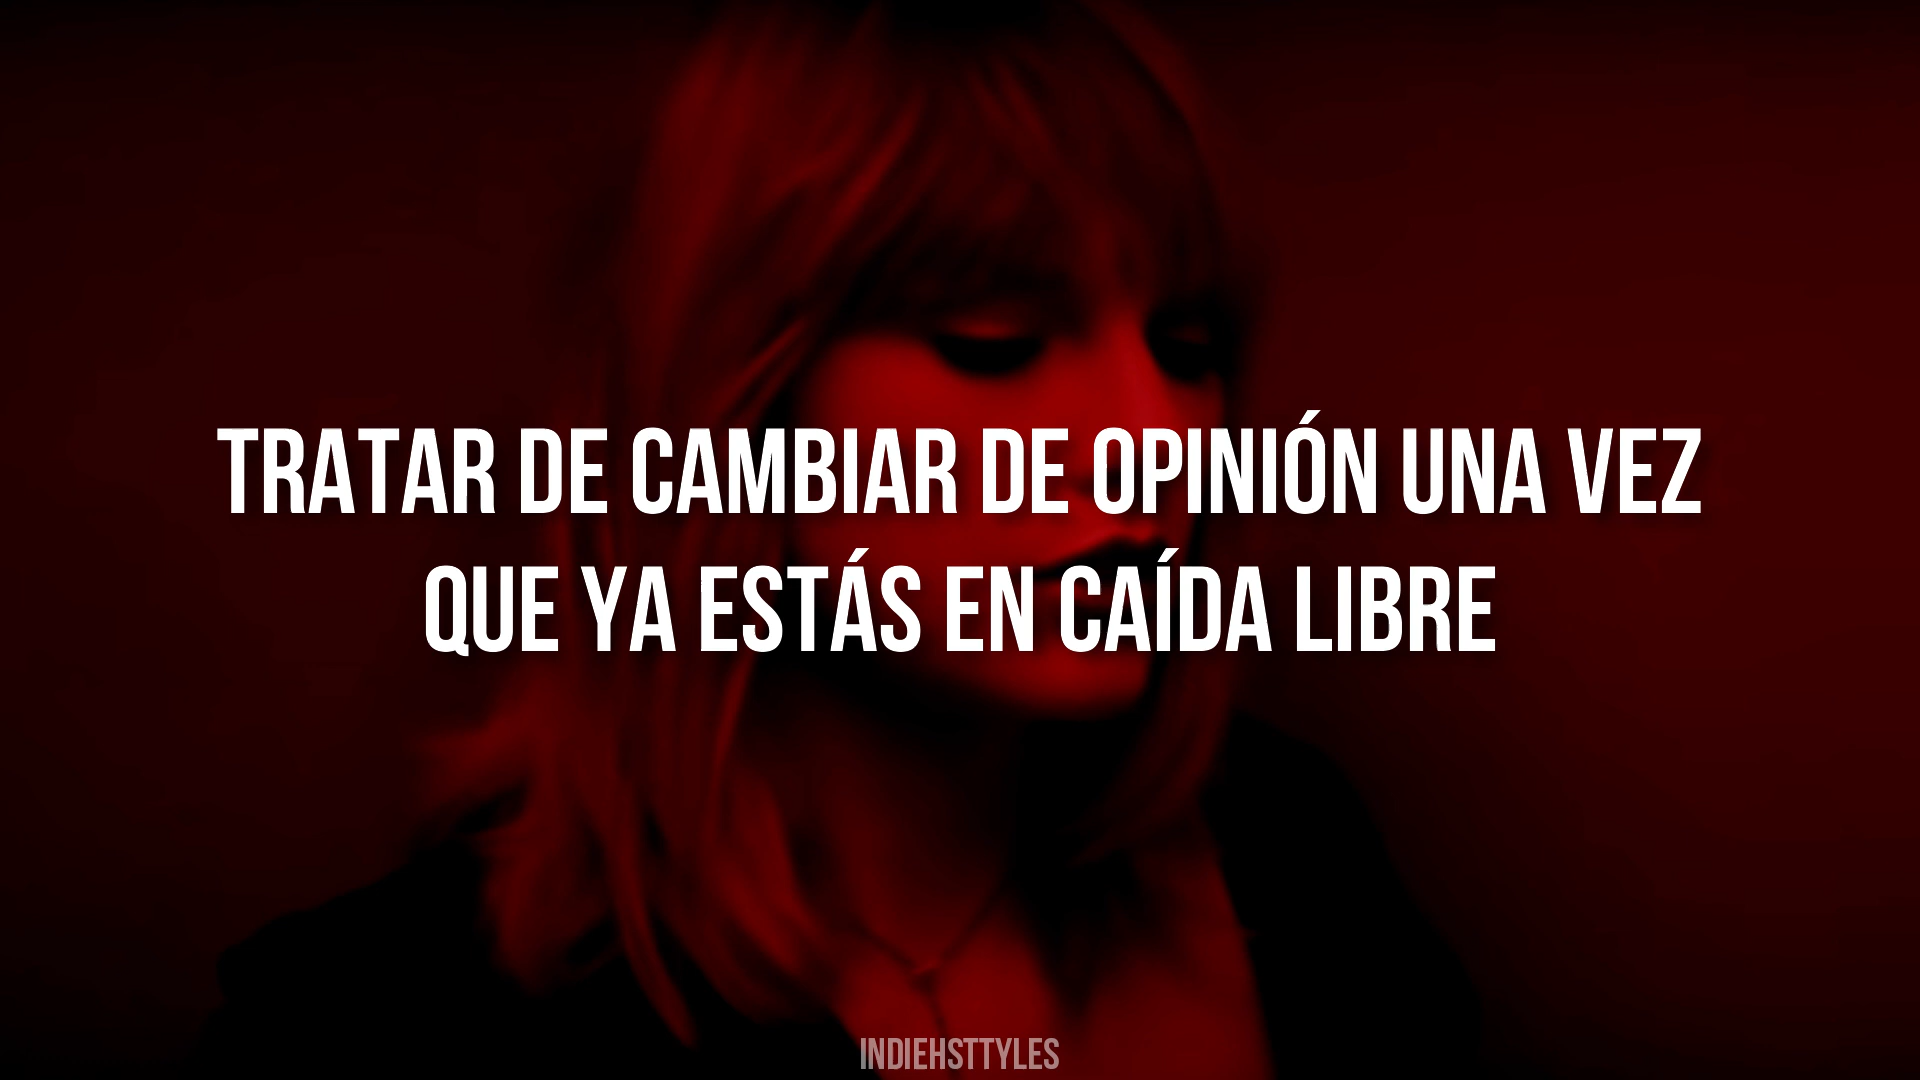 TRATAR DE CAMBIAR DE OPINIÓN UNA VEZ
QUE YA ESTÁS EN CAÍDA LIBRE
INDIEHSTTYLES